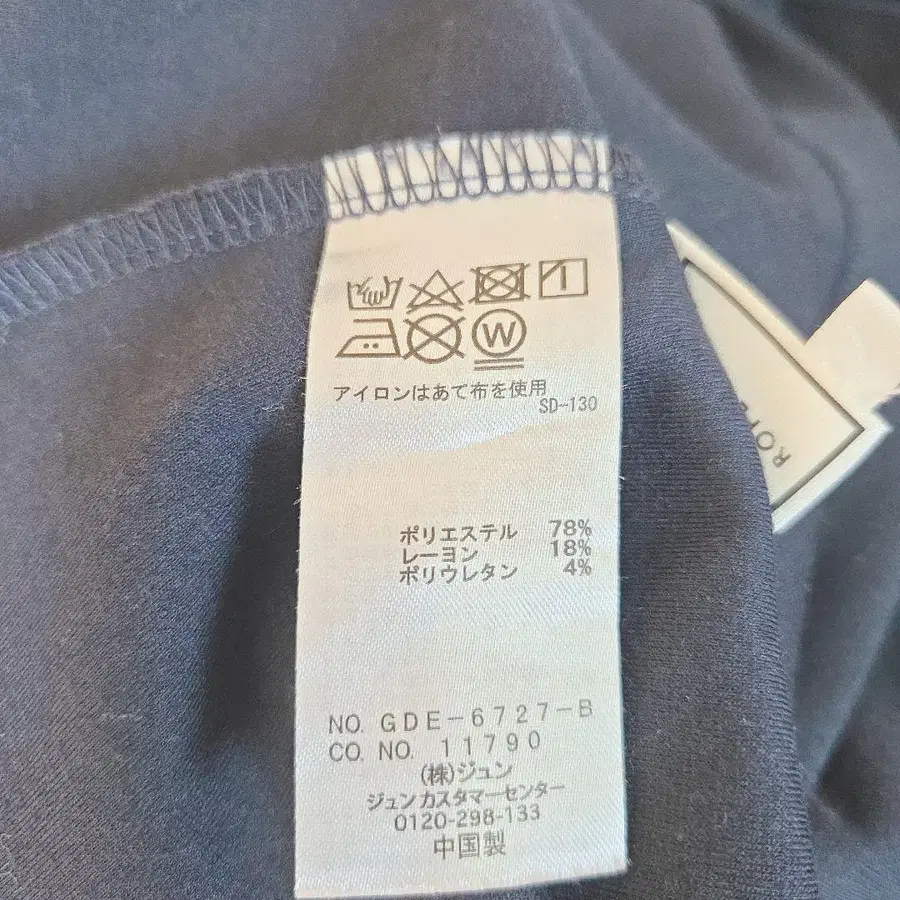 W
アイロンはあて布を使用
SD-130
ポリエステル 78%
レーヨン 18%
ポリウレタン 4%
NO. GDE-6727-B
CO. NO. 11790
(株)ジュン
ジュンカスタマーセンター
0120-298-133
中国製